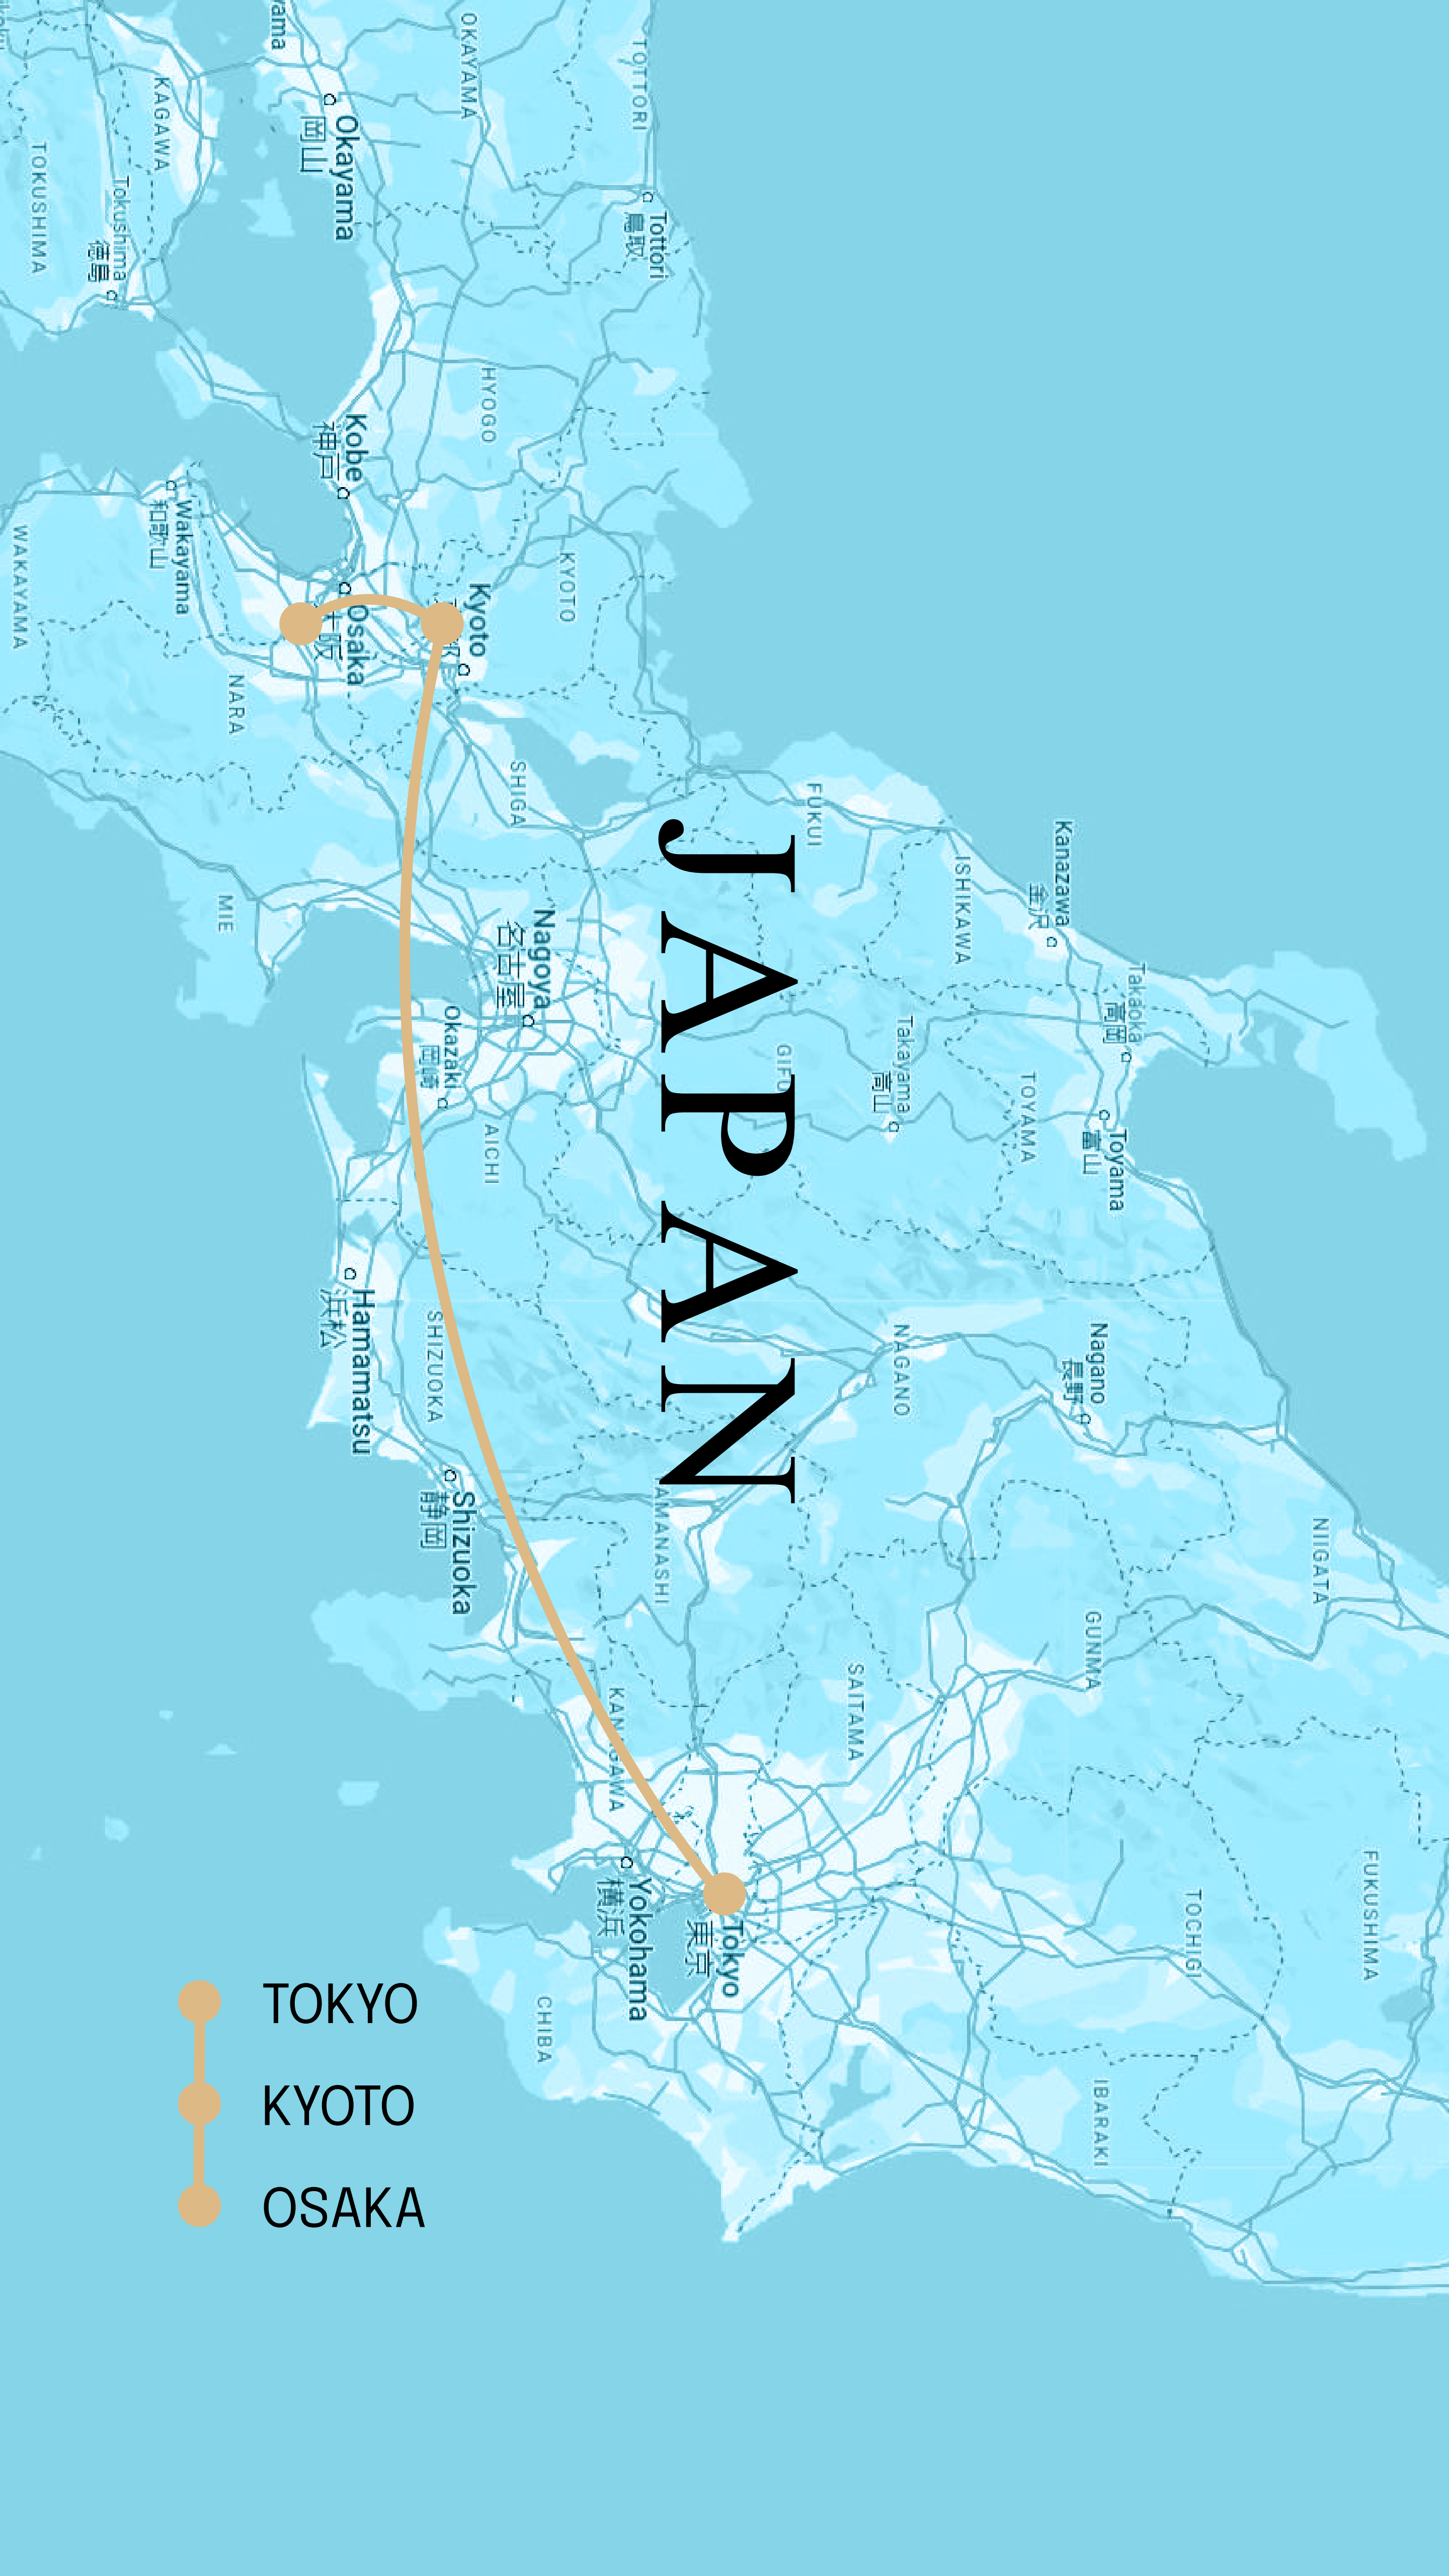 JAPAN
TOKYO
KYOTO
OSAKA
OKAYAMA
TOTTORI
KAGAWA
TOKUSHIMA
Okayama
岡山
Tottori
鳥取
Tokushima
徳島
HYOGO
Kobe
神戸
Wakayama
和歌山
WAKAYAMA
KYOTO
Kyoto
Osaka
大阪
NARA
SHIGA
FUKUI
MIE
ISHIKAWA
Kanazawa
金沢
Nagoya
名古屋
Takaoka
高岡
Okazaki
岡崎
Takayama
高山
GIFU
TOYAMA
Toyama
富山
AICHI
Hamamatsu
浜松
SHIZUOKA
NAGANO
Nagano
長野
Shizuoka
静岡
AMANASHI
NIIGATA
GUNMA
SAITAMA
KANAGAWA
Yokohama
横浜
Tokyo
東京
TOCHIGI
FUKUSHIMA
CHIBA
IBARAKI